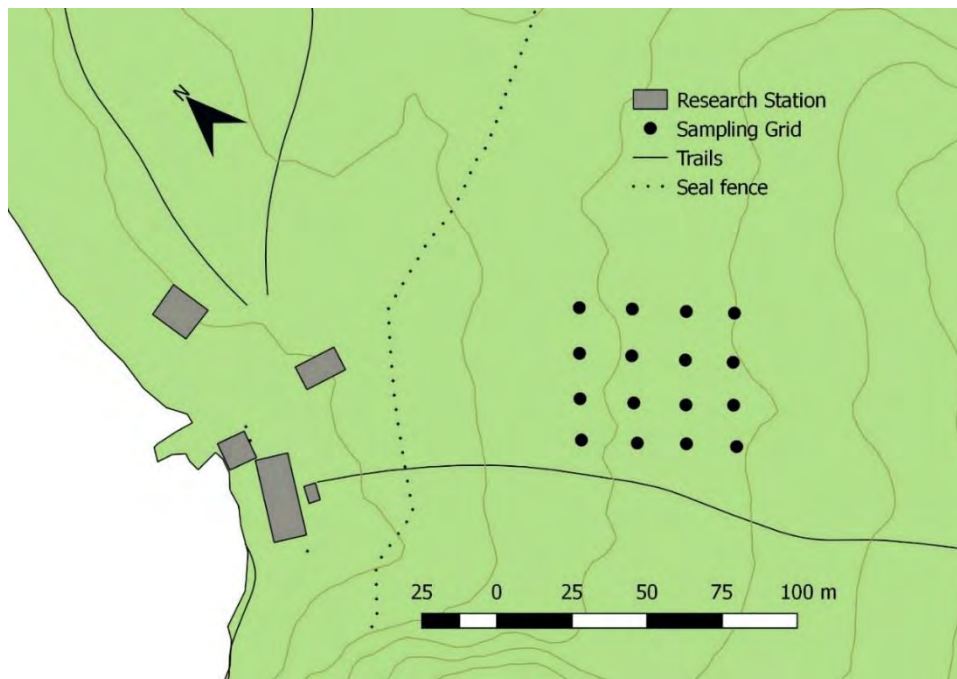 N
Research Station
Sampling Grid
Trails
Seal fence
25 0 25 50 75 100 m